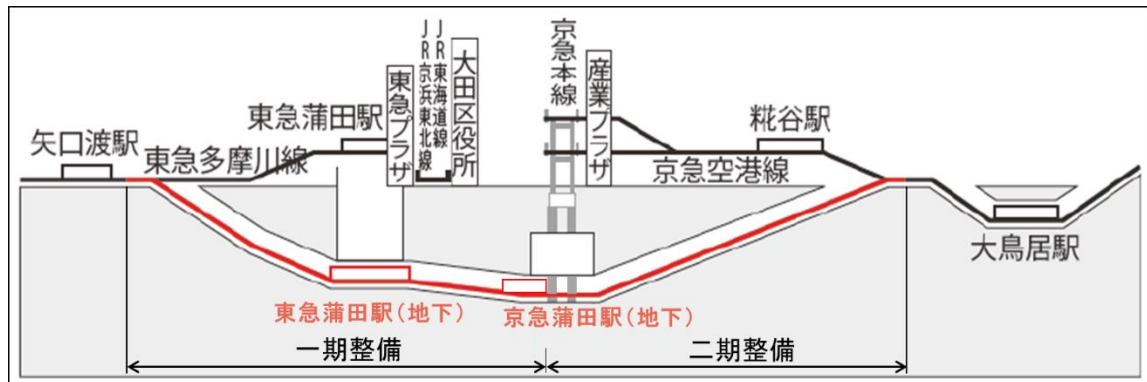 矢口渡駅
東急多摩川線
東急蒲田駅
東急プラザ
JR京浜東北線
JR東海道線
大田区役所
京急本線
産業プラザ
糀谷駅
京急空港線
大鳥居駅
東急蒲田駅（地下）
京急蒲田駅（地下）
一期整備
二期整備